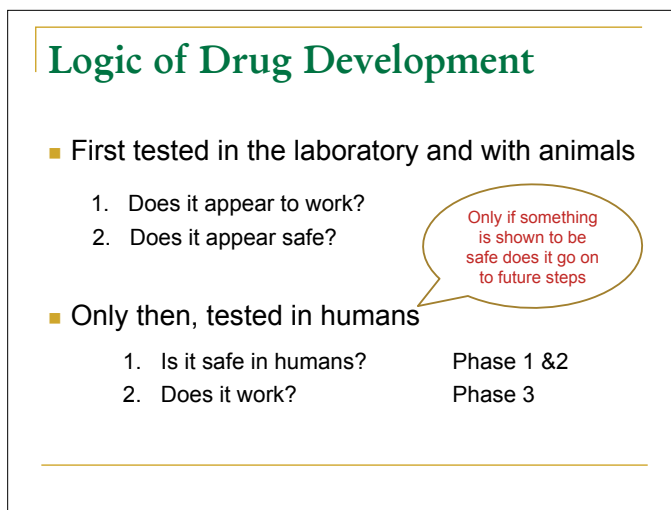 Logic of Drug Development
First tested in the laboratory and with animals
1. Does it appear to work?
2. Does it appear safe?
Only if something
is shown to be
safe does it go on
to future steps
Only then, tested in humans
1. Is it safe in humans? Phase 1 &2
2. Does it work? Phase 3